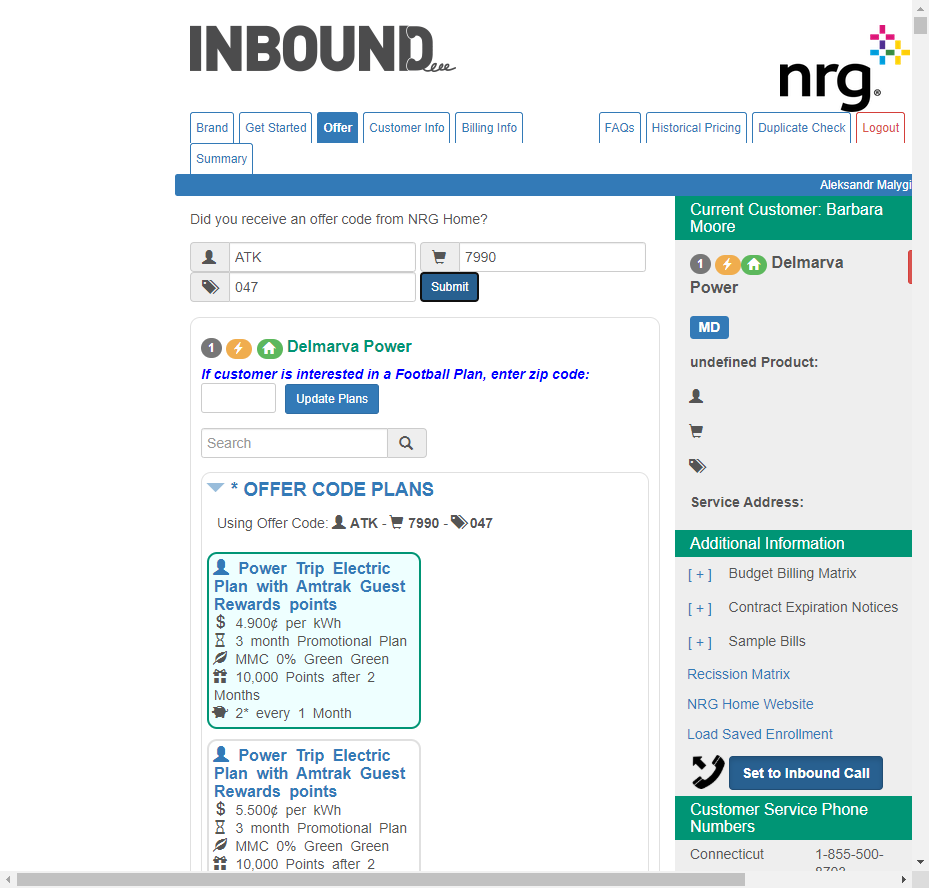 INBOUND
nrg
Brand
Get Started
Offer
Customer Info
Billing Info
FAQs
Historical Pricing
Duplicate Check
Logout
Summary
Aleksandr Malygi
Did you receive an offer code from NRG Home?
ATK
7990
047
Submit
1 Delmarva Power
If customer is interested in a Football Plan, enter zip code:
Update Plans
Search
* OFFER CODE PLANS
Using Offer Code: ATK - 7990 - 047
Power Trip Electric
Plan with Amtrak Guest
Rewards points
$ 4.900¢ per kWh
3 month Promotional Plan
MMC 0% Green Green
10,000 Points after 2
Months
2* every 1 Month
Power Trip Electric
Plan with Amtrak Guest
Rewards points
$ 5.500¢ per kWh
3 month Promotional Plan
MMC 0% Green Green
10,000 Points after 2
Current Customer: Barbara
Moore
1 Delmarva
Power
MD
undefined Product:
Service Address:
Additional Information
[ + ] Budget Billing Matrix
[ + ] Contract Expiration Notices
[ + ] Sample Bills
Recission Matrix
NRG Home Website
Load Saved Enrollment
Set to Inbound Call
Customer Service Phone
Numbers
Connecticut 1-855-500-